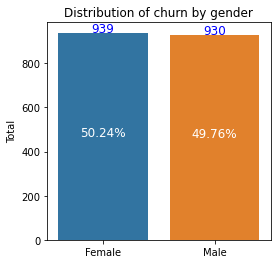 Distribution of churn by gender
939
930
800
600
50.24%
49.76%
400
200
0
Total
Female
Male